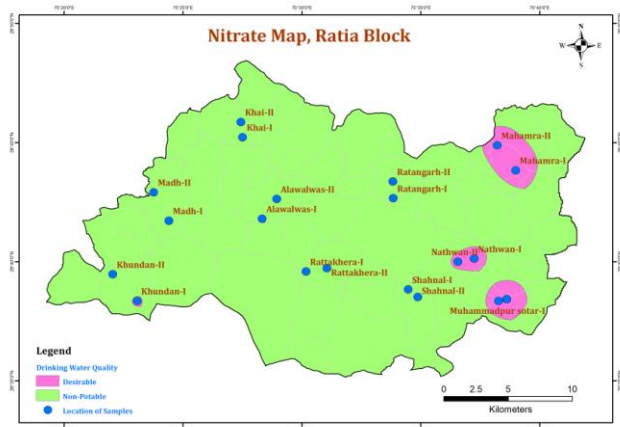 Nitrate Map, Ratia Block
N
W E
S
Khai-II
Khai-I
Mahamra-II
Mahamra-I
Madh-II
Madh-I
Alawalwas-II
Alawalwas-I
Ratangarh-II
Ratangarh-I
Nathwan-II
Nathwan-I
Khundan-II
Khundan-I
Rattakhera-I
Rattakhera-II
Shahnal-I
Shahnal-II
Muhammadpur sotar-I
Legend
Drinking Water Quality
Desirable
Non-Potable
Location of Samples
0 2.5 5 10
Kilometers